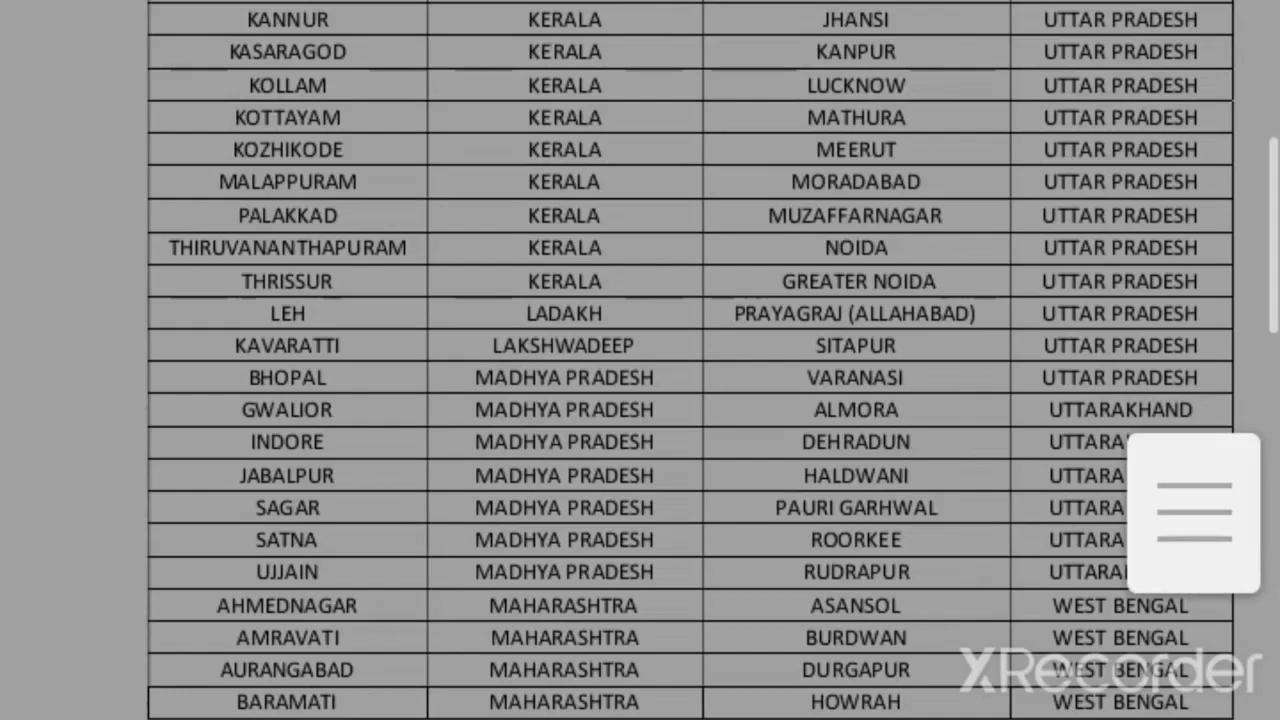 KANNUR KERALA JHANSI UTTAR PRADESH
KASARAGOD KERALA KANPUR UTTAR PRADESH
KOLLAM KERALA LUCKNOW UTTAR PRADESH
KOTTAYAM KERALA MATHURA UTTAR PRADESH
KOZHIKODE KERALA MEERUT UTTAR PRADESH
MALAPPURAM KERALA MORADABAD UTTAR PRADESH
PALAKKAD KERALA MUZAFFARNAGAR UTTAR PRADESH
THIRUVANANTHAPURAM KERALA NOIDA UTTAR PRADESH
THRISSUR KERALA GREATER NOIDA UTTAR PRADESH
LEH LADAKH PRAYAGRAJ (ALLAHABAD) UTTAR PRADESH
KAVARATTI LAKSHWADEEP SITAPUR UTTAR PRADESH
BHOPAL MADHYA PRADESH VARANASI UTTAR PRADESH
GWALIOR MADHYA PRADESH ALMORA UTTARAKHAND
INDORE MADHYA PRADESH DEHRADUN
JABALPUR MADHYA PRADESH HALDWANI
SAGAR MADHYA PRADESH PAURI GARHWAL
SATNA MADHYA PRADESH ROORKEE
UJJAIN MADHYA PRADESH RUDRAPUR
AHMEDNAGAR MAHARASHTRA ASANSOL WEST BENGAL
AMRAVATI MAHARASHTRA BURDWAN WEST BENGAL
AURANGABAD MAHARASHTRA DURGAPUR WEST BENGAL
BARAMATI MAHARASHTRA HOWRAH WEST BENGAL
XRecorder